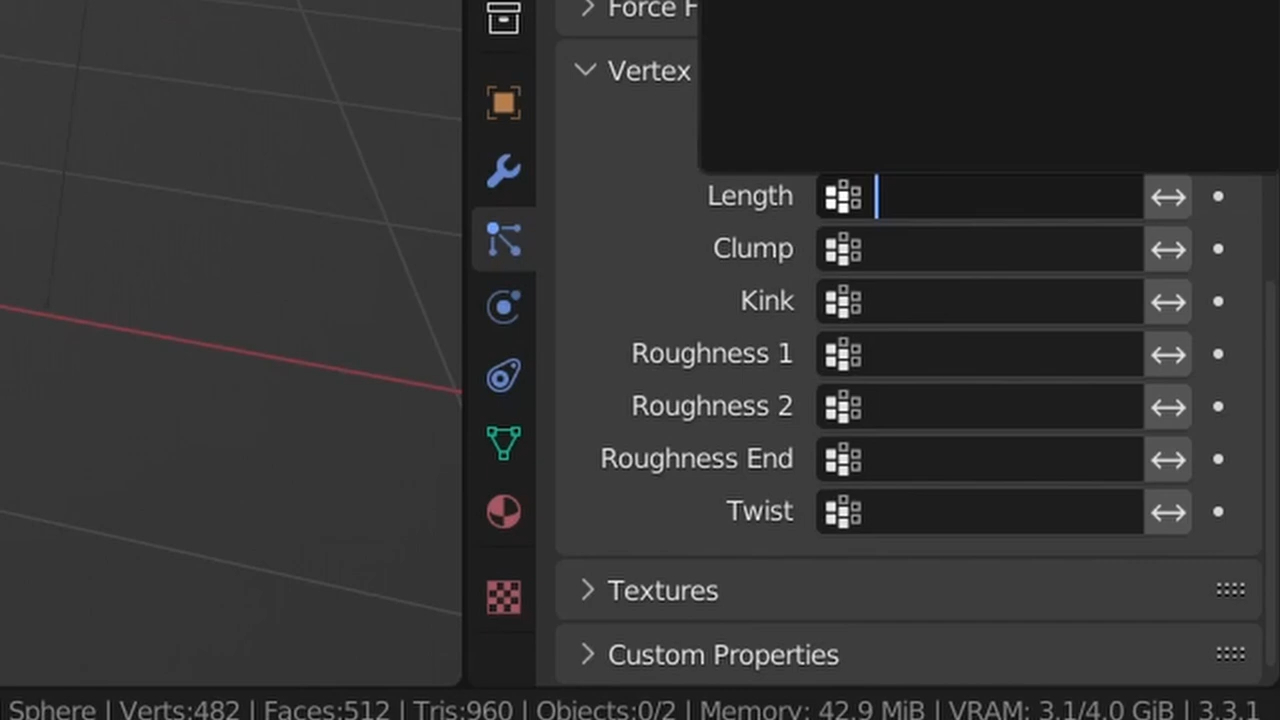 Force F
Vertex
Length
Clump
Kink
Roughness 1
Roughness 2
Roughness End
Twist
Textures
Custom Properties
Sphere | Verts:482 | Faces:512 | Tris:960 | Objects:0/2 | Memory: 42.9 MiB | VRAM: 3.1/4.0 GiB | 3.3.1